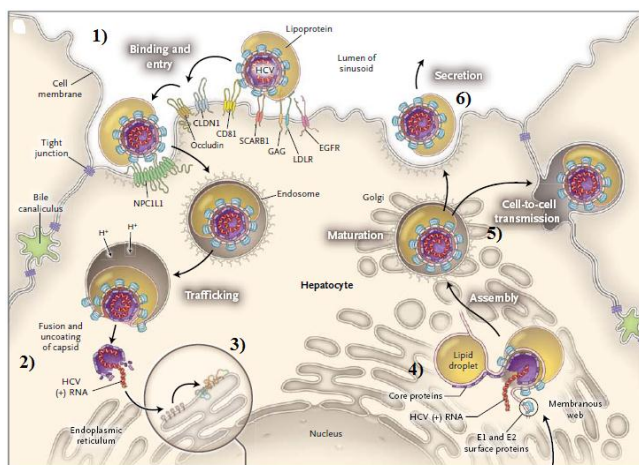 1)
Binding and
entry
Lipoprotein
HCV
Lumen of
sinusoid
Cell
membrane
CLDN1
Occludin
CD81
SCARB1
GAG
LDLR
EGFR
Secretion
6)
Tight
junction
NPC1L1
Bile
canaliculus
Endosome
Golgi
Cell-to-cell
transmission
Maturation
5)
H+
H+
Trafficking
Hepatocyte
Assembly
Fusion and
uncoating
of capsid
2)
3)
4)
Lipid
droplet
HCV
(+) RNA
Core proteins
HCV (+) RNA
Membranous
web
Endoplasmic
reticulum
Nucleus
E1 and E2
surface proteins